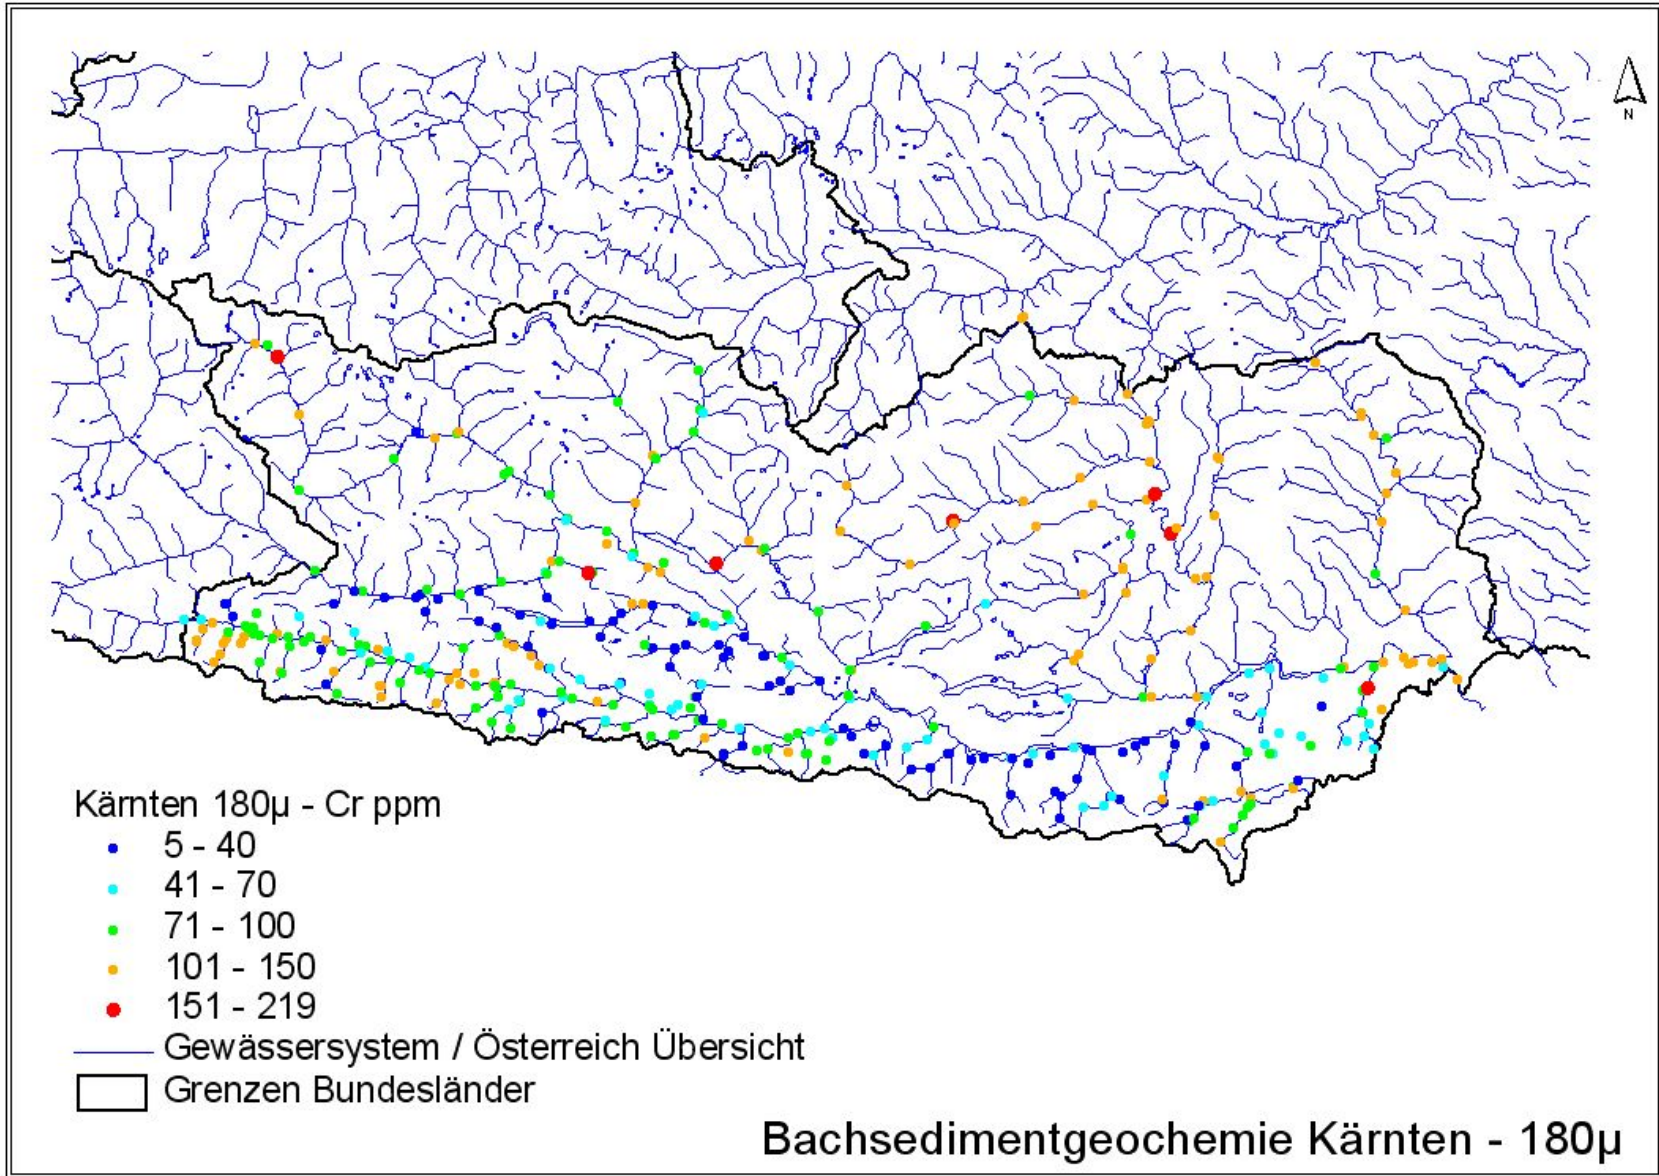 N
Kärnten 180µ - Cr ppm
5 - 40
41 - 70
71 - 100
101 - 150
151 - 219
Gewässersystem / Österreich Übersicht
Grenzen Bundesländer
Bachsedimentgeochemie Kärnten - 180µ